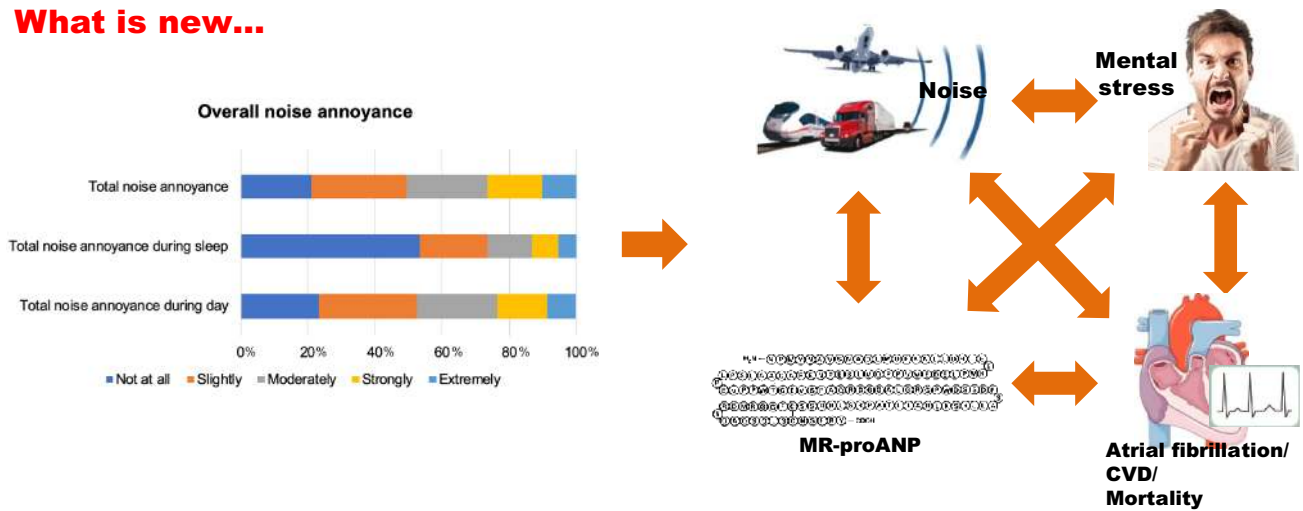 What is new...
Overall noise annoyance
Total noise annoyance
Total noise annoyance during sleep
Total noise annoyance during day
0%
20%
40%
60%
80%
100%
Not at all
Slightly
Moderately
Strongly
Extremely
Noise
Mental
stress
MR-proANP
Atrial fibrillation/
CVD/
Mortality